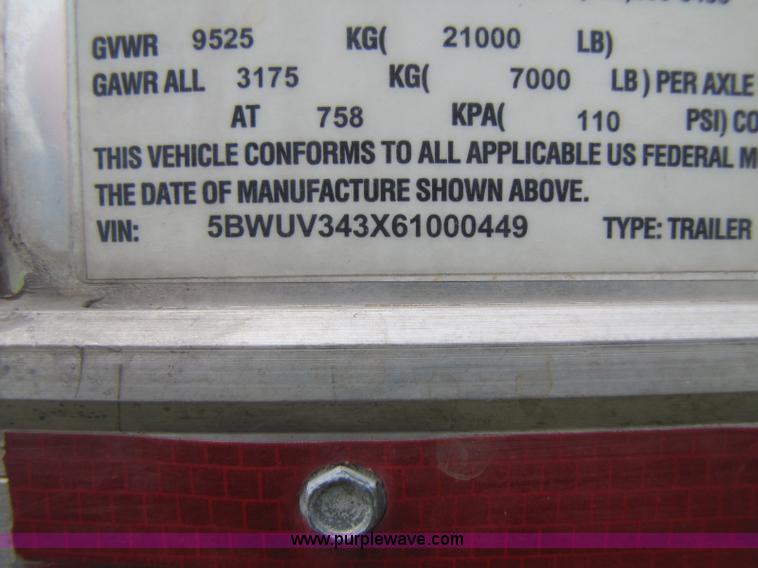 GVWR 9525 KG( 21000 LB)
GAWR ALL 3175 KG( 7000 LB) PER AXLE
AT 758 KPA( 110 PSI) CO
THIS VEHICLE CONFORMS TO ALL APPLICABLE US FEDERAL M
THE DATE OF MANUFACTURE SHOWN ABOVE.
VIN: 5BWUV343X61000449 TYPE: TRAILER
www.purplewave.com